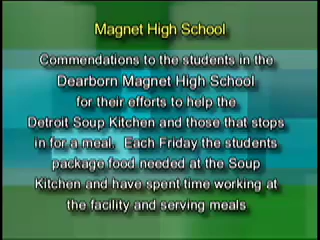 Magnet High School
Commendations to the students in the
Dearborn Magnet High School
for their efforts to help the
Detroit Soup Kitchen and those that stops
in for a meal.  Each Friday the students
package food needed at the Soup
Kitchen and have spent time working at
the facility and serving meals